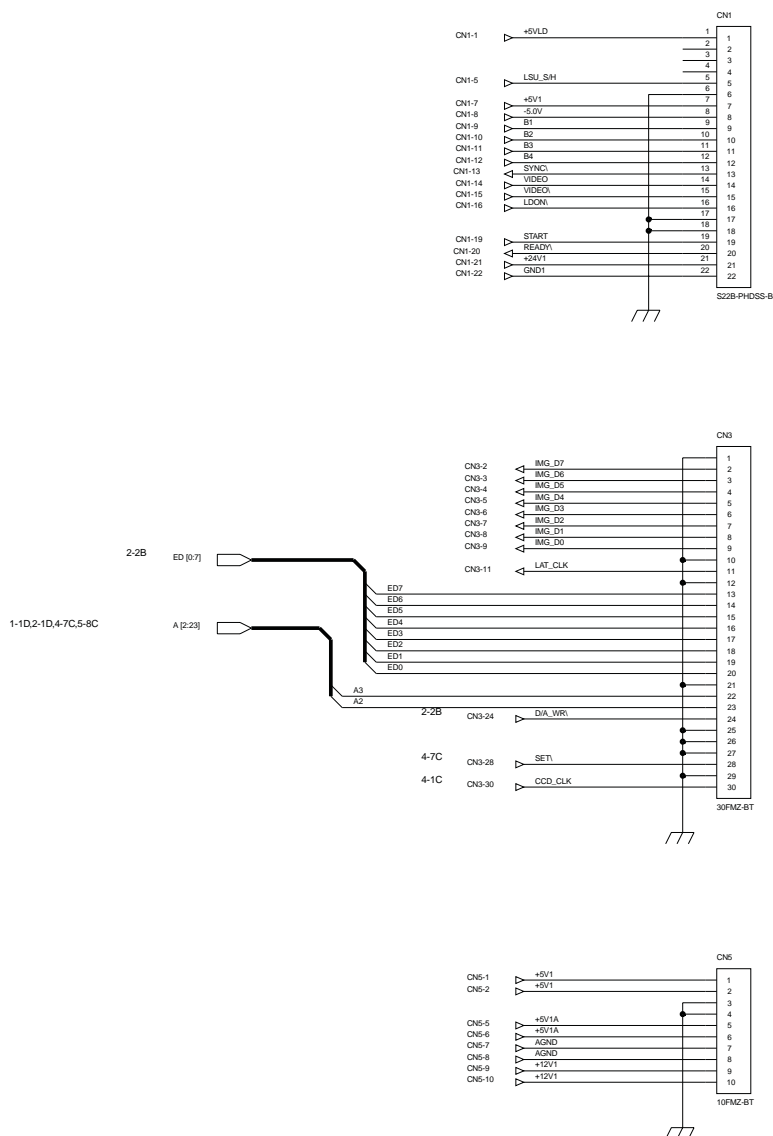 CN1
CN1-1 +5VLD 1 1
2 2
3 3
4 4
CN1-5 LSU_S/H 5 5
6 6
CN1-7 +5V1 7 7
CN1-8 -5.0V 8 8
CN1-9 B1 9 9
CN1-10 B2 10 10
CN1-11 B3 11 11
CN1-12 B4 12 12
CN1-13 SYNC\ 13 13
CN1-14 VIDEO 14 14
CN1-15 VIDEO\ 15 15
CN1-16 LDON\ 16 16
17 17
18 18
CN1-19 START 19 19
CN1-20 READY\ 20 20
CN1-21 +24V1 21 21
CN1-22 GND1 22 22
S22B-PHDSS-B
CN3
1
CN3-2 IMG_D7 2
CN3-3 IMG_D6 3
CN3-4 IMG_D5 4
CN3-5 IMG_D4 5
CN3-6 IMG_D3 6
CN3-7 IMG_D2 7
CN3-8 IMG_D1 8
CN3-9 IMG_D0 9
2-2B ED [0:7] 10
CN3-11 LAT_CLK 11
12
ED7 13
ED6 14
ED5 15
1-1D,2-1D,4-7C,5-8C A [2:23] ED4 16
ED3 17
ED2 18
ED1 19
ED0 20
21
A3 22
A2 23
2-2B CN3-24 D/A_WR\ 24
25
26
27
4-7C CN3-28 SET\ 28
29
4-1C CN3-30 CCD_CLK 30
30FMZ-BT
CN5
CN5-1 +5V1 1
CN5-2 +5V1 2
3
4
CN5-5 +5V1A 5
CN5-6 +5V1A 6
CN5-7 AGND 7
CN5-8 AGND 8
CN5-9 +12V1 9
CN5-10 +12V1 10
10FMZ-BT